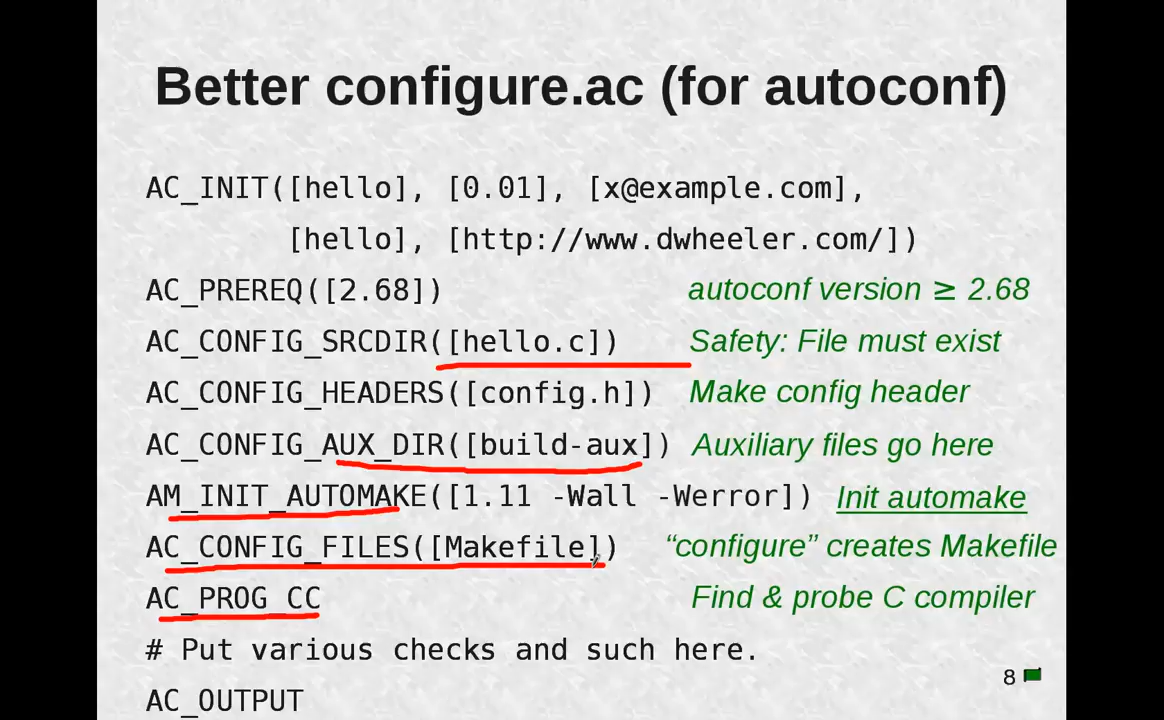 Better configure.ac (for autoconf)
AC_INIT([hello], [0.01], [x@example.com],
[hello], [http://www.dwheeler.com/])
AC_PREREQ([2.68]) autoconf version ≥ 2.68
AC_CONFIG_SRCDIR([hello.c]) Safety: File must exist
AC_CONFIG_HEADERS([config.h]) Make config header
AC_CONFIG_AUX_DIR([build-aux]) Auxiliary files go here
AM_INIT_AUTOMAKE([1.11 -Wall -Werror]) Init automake
AC_CONFIG_FILES([Makefile]) “configure” creates Makefile
AC_PROG_CC Find & probe C compiler
# Put various checks and such here.
AC_OUTPUT
8